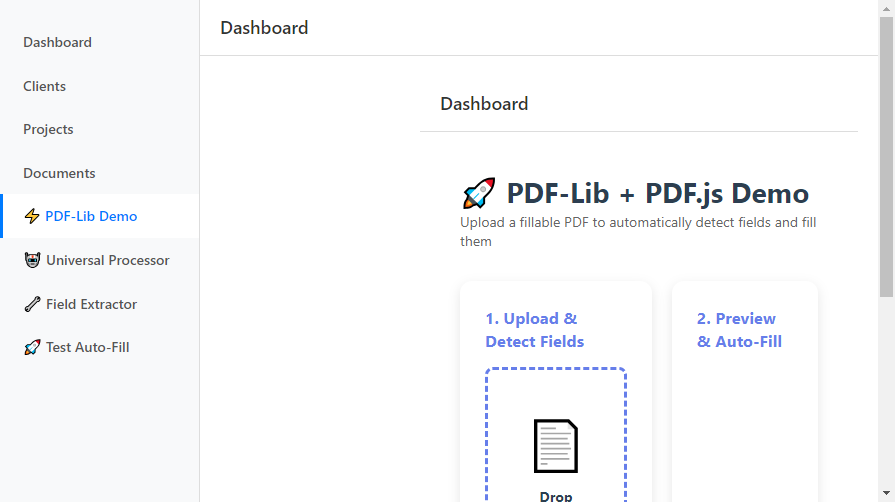 Dashboard
Clients
Projects
Documents
⚡ PDF-Lib Demo
🤖 Universal Processor
🦴 Field Extractor
🚀 Test Auto-Fill
Dashboard
Dashboard
🚀 PDF-Lib + PDF.js Demo
Upload a fillable PDF to automatically detect fields and fill
them
1. Upload &
Detect Fields
Drop
2. Preview
& Auto-Fill